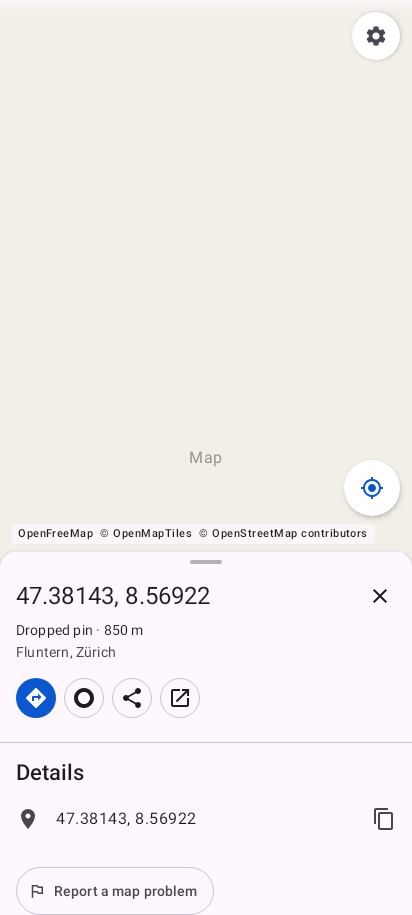 Map
OpenFreeMap © OpenMapTiles © OpenStreetMap contributors
47.38143, 8.56922
Dropped pin · 850 m
Fluntern, Zürich
Details
47.38143, 8.56922
Report a map problem